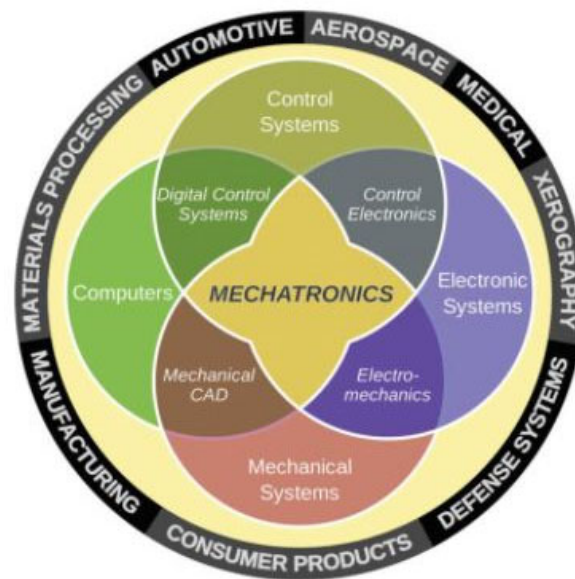 AUTOMOTIVE
AEROSPACE
MEDICAL
XEROGRAPHY
DEFENSE SYSTEMS
CONSUMER PRODUCTS
MANUFACTURING
MATERIALS PROCESSING
Control
Systems
Digital Control
Systems
Control
Electronics
Computers
MECHATRONICS
Electronic
Systems
Mechanical
CAD
Electro-
mechanics
Mechanical
Systems